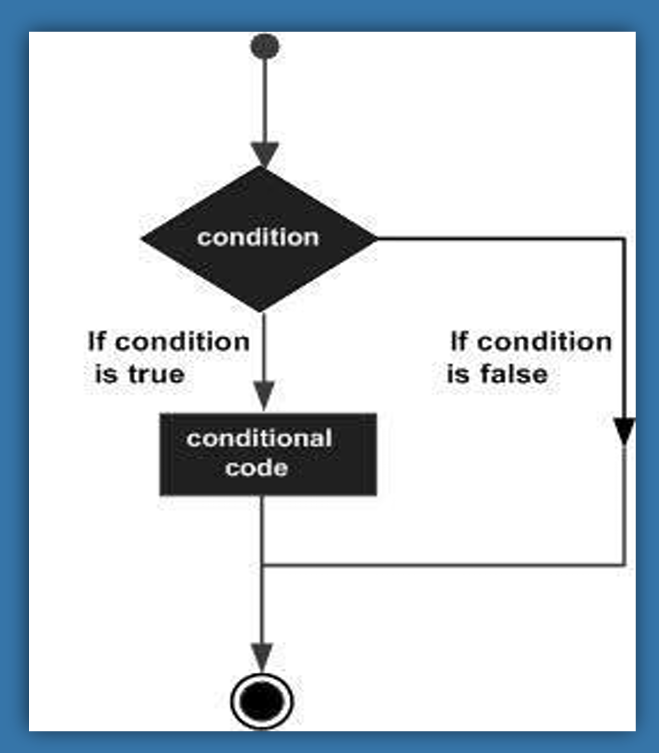 condition
If condition
is true
If condition
is false
conditional
code